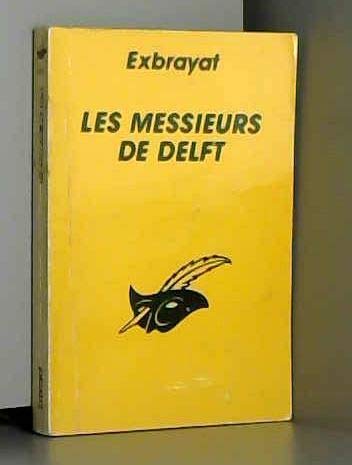 Exbrayat
LES MESSIEURS
DE DELFT